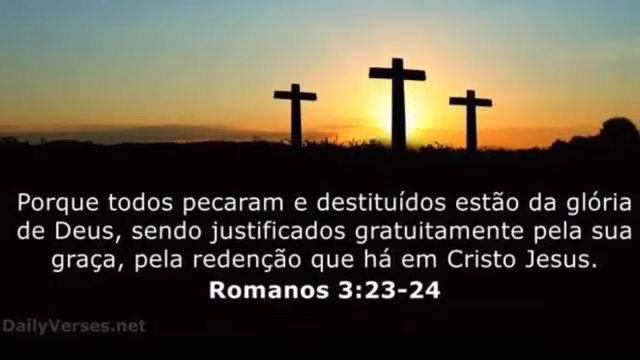 Porque todos pecaram e destituídos estão da glória
de Deus, sendo justificados gratuitamente pela sua
graça, pela redenção que há em Cristo Jesus.
Romanos 3:23-24
DailyVerses.net